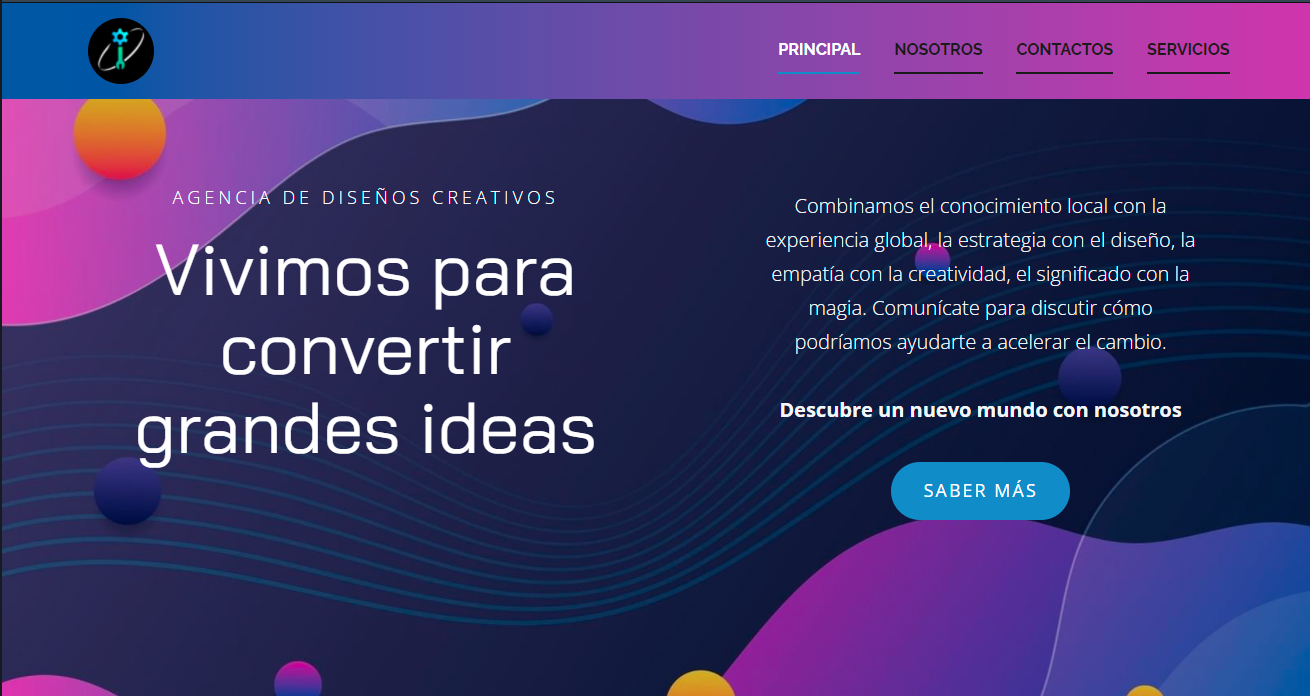 PRINCIPAL NOSOTROS CONTACTOS SERVICIOS
AGENCIA DE DISEÑOS CREATIVOS
Vivimos para
convertir
grandes ideas
Combinamos el conocimiento local con la
experiencia global, la estrategia con el diseño, la
empatía con la creatividad, el significado con la
magia. Comunícate para discutir cómo
podríamos ayudarte a acelerar el cambio.
Descubre un nuevo mundo con nosotros
SABER MÁS